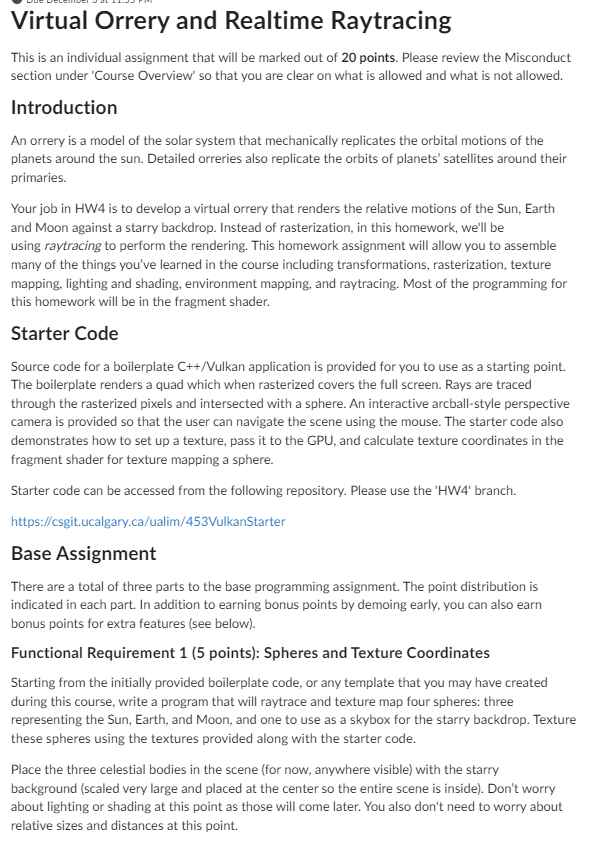 Due December 3 at 11:55 PM
Virtual Orrery and Realtime Raytracing
This is an individual assignment that will be marked out of 20 points. Please review the Misconduct
section under 'Course Overview' so that you are clear on what is allowed and what is not allowed.
Introduction
An orrery is a model of the solar system that mechanically replicates the orbital motions of the
planets around the sun. Detailed orreries also replicate the orbits of planets’ satellites around their
primaries.
Your job in HW4 is to develop a virtual orrery that renders the relative motions of the Sun, Earth
and Moon against a starry backdrop. Instead of rasterization, in this homework, we'll be
using raytracing to perform the rendering. This homework assignment will allow you to assemble
many of the things you’ve learned in the course including transformations, rasterization, texture
mapping, lighting and shading, environment mapping, and raytracing. Most of the programming for
this homework will be in the fragment shader.
Starter Code
Source code for a boilerplate C++/Vulkan application is provided for you to use as a starting point.
The boilerplate renders a quad which when rasterized covers the full screen. Rays are traced
through the rasterized pixels and intersected with a sphere. An interactive arcball-style perspective
camera is provided so that the user can navigate the scene using the mouse. The starter code also
demonstrates how to set up a texture, pass it to the GPU, and calculate texture coordinates in the
fragment shader for texture mapping a sphere.
Starter code can be accessed from the following repository. Please use the 'HW4' branch.
https://csgit.ucalgary.ca/ualim/453VulkanStarter
Base Assignment
There are a total of three parts to the base programming assignment. The point distribution is
indicated in each part. In addition to earning bonus points by demoing early, you can also earn
bonus points for extra features (see below).
Functional Requirement 1 (5 points): Spheres and Texture Coordinates
Starting from the initially provided boilerplate code, or any template that you may have created
during this course, write a program that will raytrace and texture map four spheres: three
representing the Sun, Earth, and Moon, and one to use as a skybox for the starry backdrop. Texture
these spheres using the textures provided along with the starter code.
Place the three celestial bodies in the scene (for now, anywhere visible) with the starry
background (scaled very large and placed at the center so the entire scene is inside). Don’t worry
about lighting or shading at this point as those will come later. You also don't need to worry about
relative sizes and distances at this point.